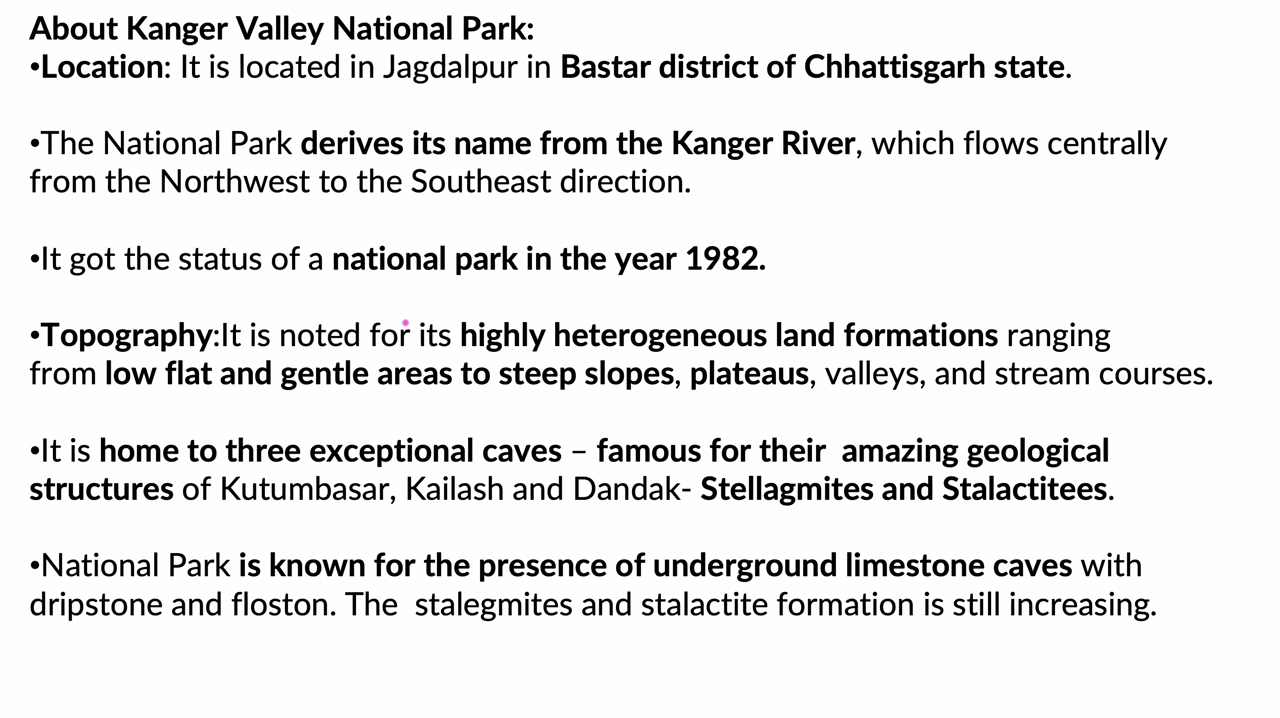 About Kanger Valley National Park:
•Location: It is located in Jagdalpur in Bastar district of Chhattisgarh state.
•The National Park derives its name from the Kanger River, which flows centrally
from the Northwest to the Southeast direction.
•It got the status of a national park in the year 1982.
•Topography:It is noted for its highly heterogeneous land formations ranging
from low flat and gentle areas to steep slopes, plateaus, valleys, and stream courses.
•It is home to three exceptional caves – famous for their  amazing geological
structures of Kutumbasar, Kailash and Dandak- Stellagmites and Stalactitees.
•National Park is known for the presence of underground limestone caves with
dripstone and floston. The  stalegmites and stalactite formation is still increasing.